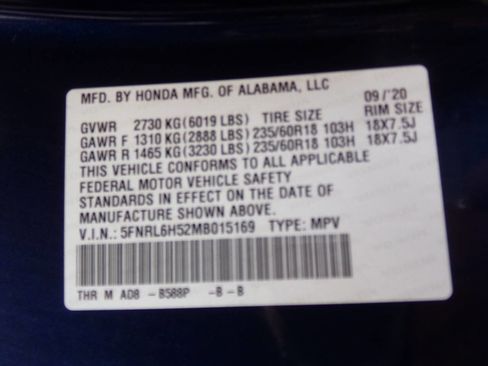 MFD. BY HONDA MFG. OF ALABAMA, LLC
09/'20
GVWR 2730 KG(6019 LBS) TIRE SIZE RIM SIZE
GAWR F 1310 KG(2888 LBS) 235/60R18 103H 18X7.5J
GAWR R 1465 KG(3230 LBS) 235/60R18 103H 18X7.5J
THIS VEHICLE CONFORMS TO ALL APPLICABLE
FEDERAL MOTOR VEHICLE SAFETY
STANDARDS IN EFFECT ON THE DATE OF
MANUFACTURE SHOWN ABOVE.
V.I.N.: 5FNRL6H52MB015169 TYPE: MPV
THR M AD8 -B588P -B -B